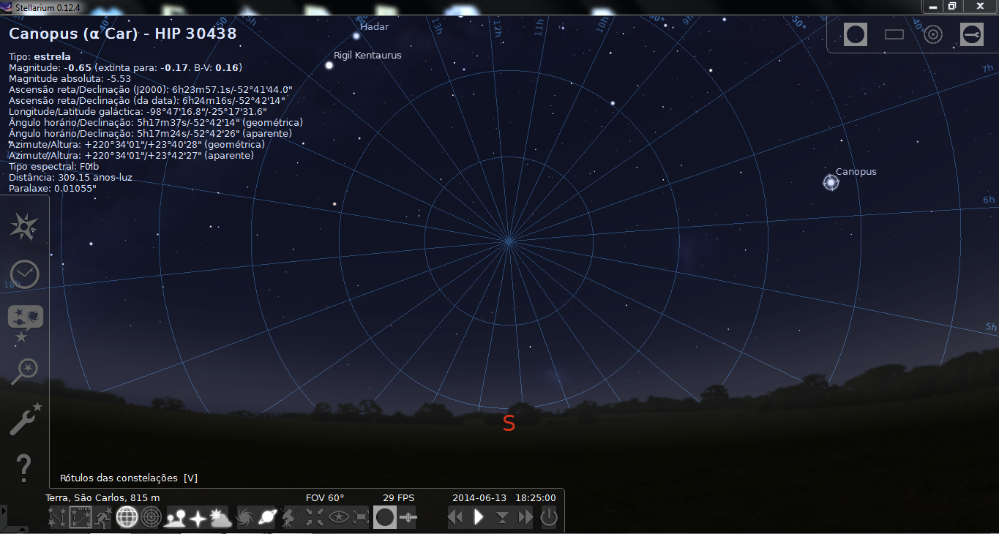 Stellarium 0.12.4
Canopus (α Car) - HIP 30438
Tipo: estrela
Magnitude: -0.65 (extinta para: -0.17. B-V: 0.16)
Magnitude absoluta: -5.53
Ascensão reta/Declinação (J2000): 6h23m57.1s/-52°41'44.0"
Ascensão reta/Declinação (da data): 6h24m16s/-52°42'14"
Longitude/Latitude galáctica: -98°47'16.8"/-25°17'31.6"
Ângulo horário/Declinação: 5h17m37s/-52°42'14" (geométrica)
Ângulo horário/Declinação: 5h17m24s/-52°42'26" (aparente)
Azimute/Altura: +220°34'01"/+23°40'28" (geométrica)
Azimute/Altura: +220°34'01"/+23°42'27" (aparente)
Tipo espectral: F0Ib
Distância: 309.15 anos-luz
Paralaxe: 0.01055"
Hadar
Rigil Kentaurus
13h
12h
11h
10h
9h
-50°
-40°
7h
Canopus
6h
18h
5h
S
Rótulos das constelações [V]
Terra, São Carlos, 815 m
FOV 60°
29 FPS
2014-06-13 18:25:00